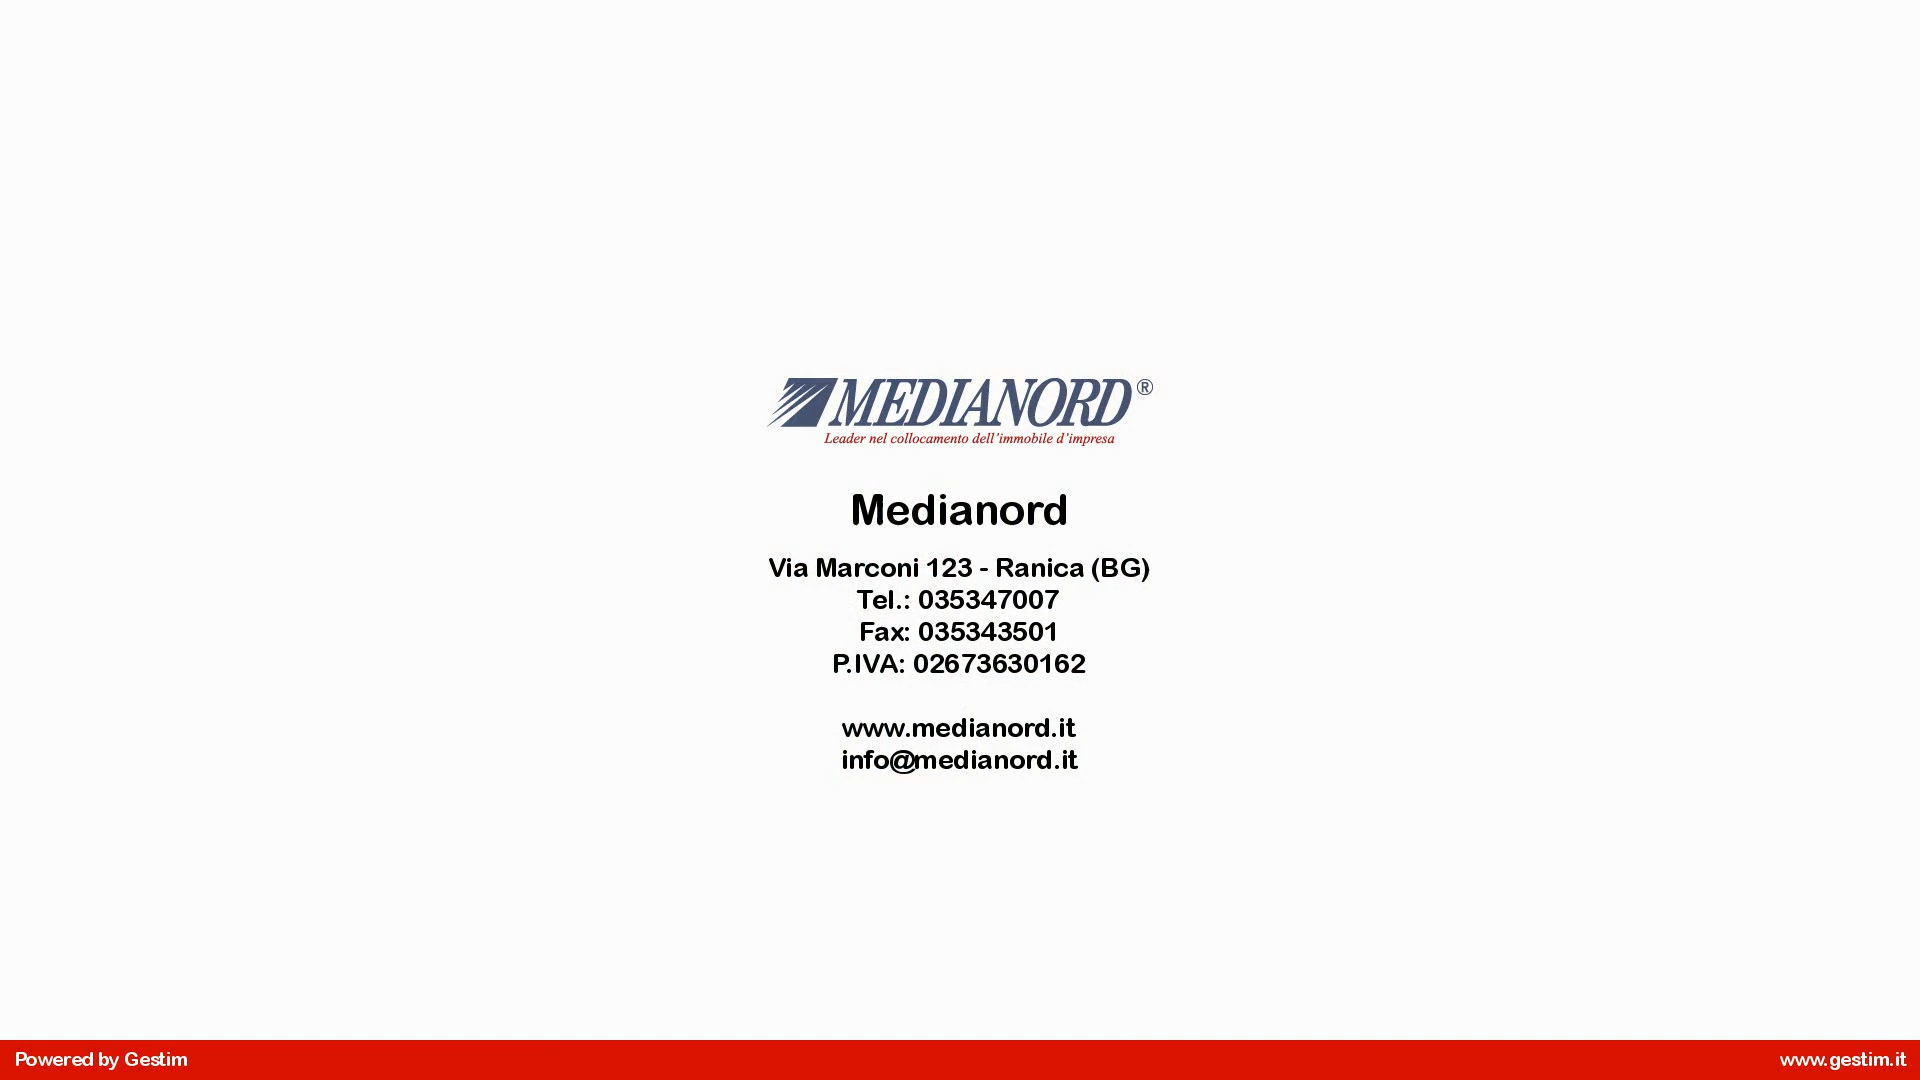 MEDIANORD®
Leader nel collocamento dell'immobile d'impresa
Medianord
Via Marconi 123 - Ranica (BG)
Tel.: 035347007
Fax: 035343501
P.IVA: 02673630162
www.medianord.it
info@medianord.it
Powered by Gestim
www.gestim.it